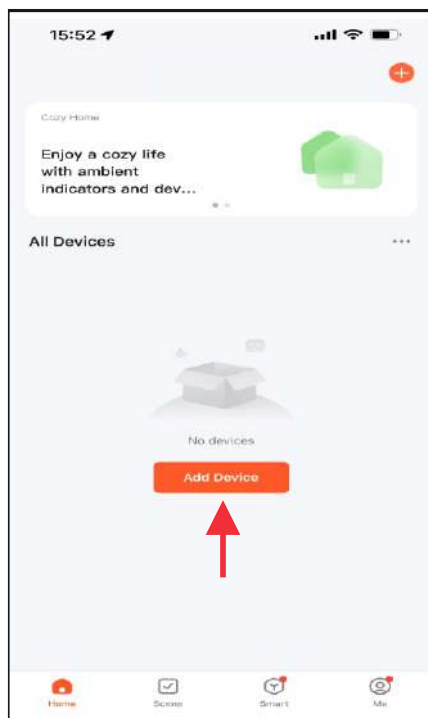 15:52
Cozy Home
Enjoy a cozy life
with ambient
indicators and dev...
All Devices
No devices
Add Device
Home
Scene
Smart
Me